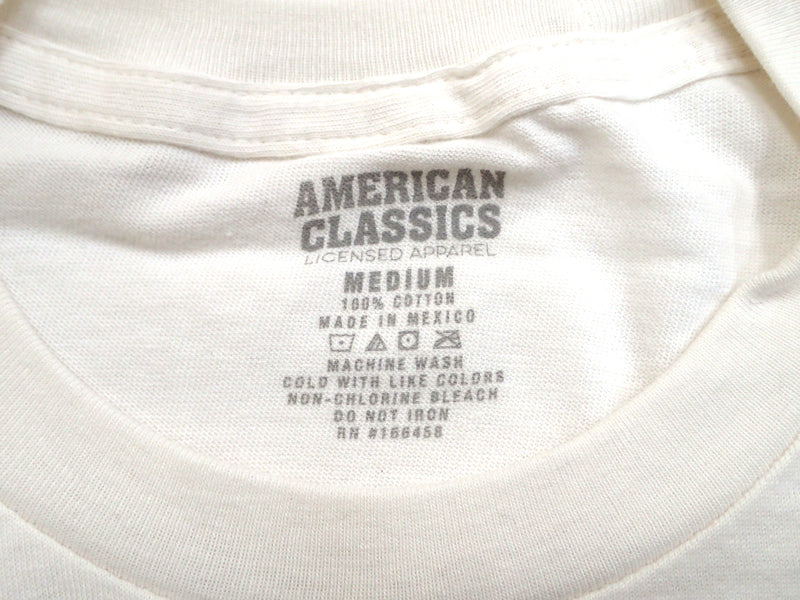 AMERICAN
CLASSICS
LICENSED APPAREL
MEDIUM
100% COTTON
MADE IN MEXICO
MACHINE WASH
COLD WITH LIKE COLORS
NON-CHLORINE BLEACH
DO NOT IRON
RN #166458